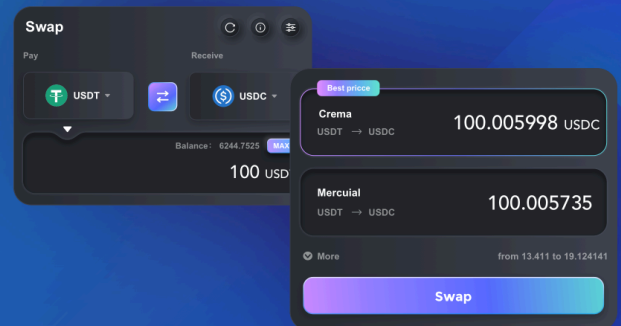 Swap
Pay
Receive
USDT
USDC
Balance: 6244.7525 MAX
100 USD
Best pricce
Crema
USDT → USDC
100.005998 USDC
Mercuial
USDT → USDC
100.005735
More
from 13.411 to 19.124141
Swap